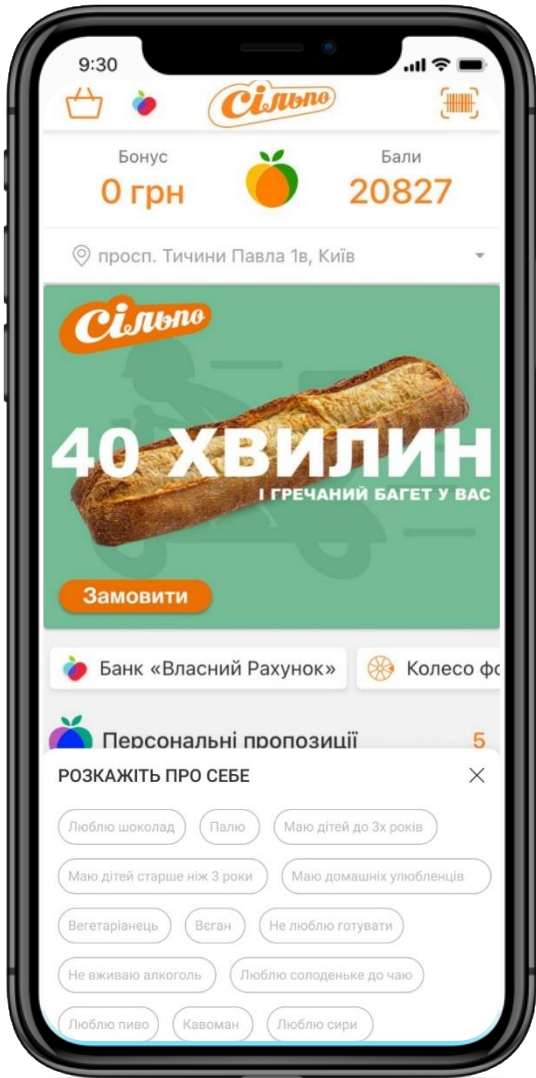 9:30
Сільпо
Бонус
Бали
0 грн
20827
просп. Тичини Павла 1в, Київ
Сільпо
40 ХВИЛИН
І ГРЕЧАНИЙ БАГЕТ У ВАС
Замовити
Банк «Власний Рахунок»
Колесо фо
Персональні пропозиції
5
РОЗКАЖІТЬ ПРО СЕБЕ
Люблю шоколад
Палю
Маю дітей до 3х років
Маю дітей старше ніж 3 роки
Маю домашніх улюбленців
Вегетаріанець
Вєган
Не люблю готувати
Не вживаю алкоголь
Люблю солоденьке до чаю
Люблю пиво
Кавоман
Люблю сири